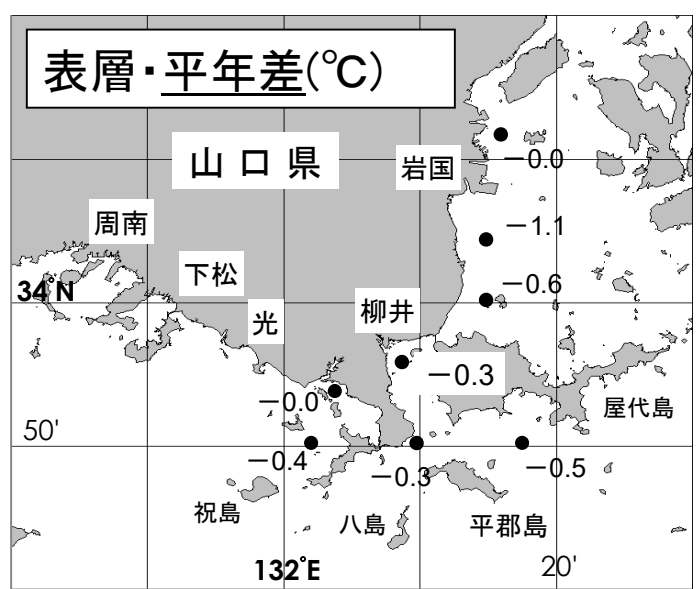 表層・平年差(℃)
山口県
岩国
－0.0
周南
－1.1
下松
－0.6
34°N
光
柳井
－0.3
－0.0
屋代島
50'
－0.4
－0.3
－0.5
祝島
八島
平郡島
132°E
20'